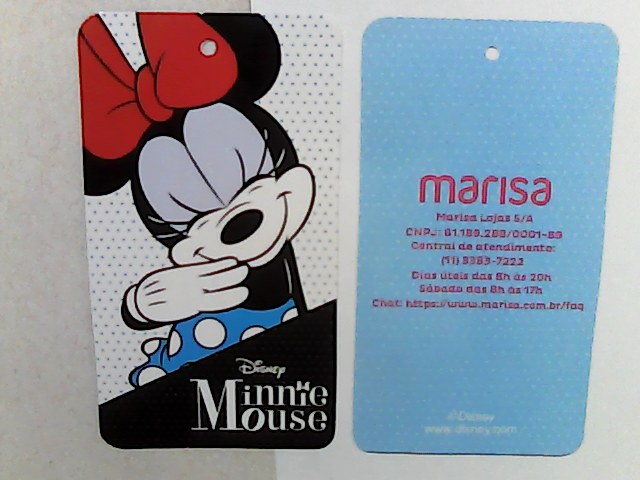 Disney
Minnie
Mouse
marisa
Marisa Lojas S/A
CNPJ: 61.189.288/0001-89
Central de atendimento:
(11) 3383-7222
Dias úteis das 8h às 20h
Sábado das 8h às 17h
Chat: https://www.marisa.com.br/faq
©Disney
www.disney.com